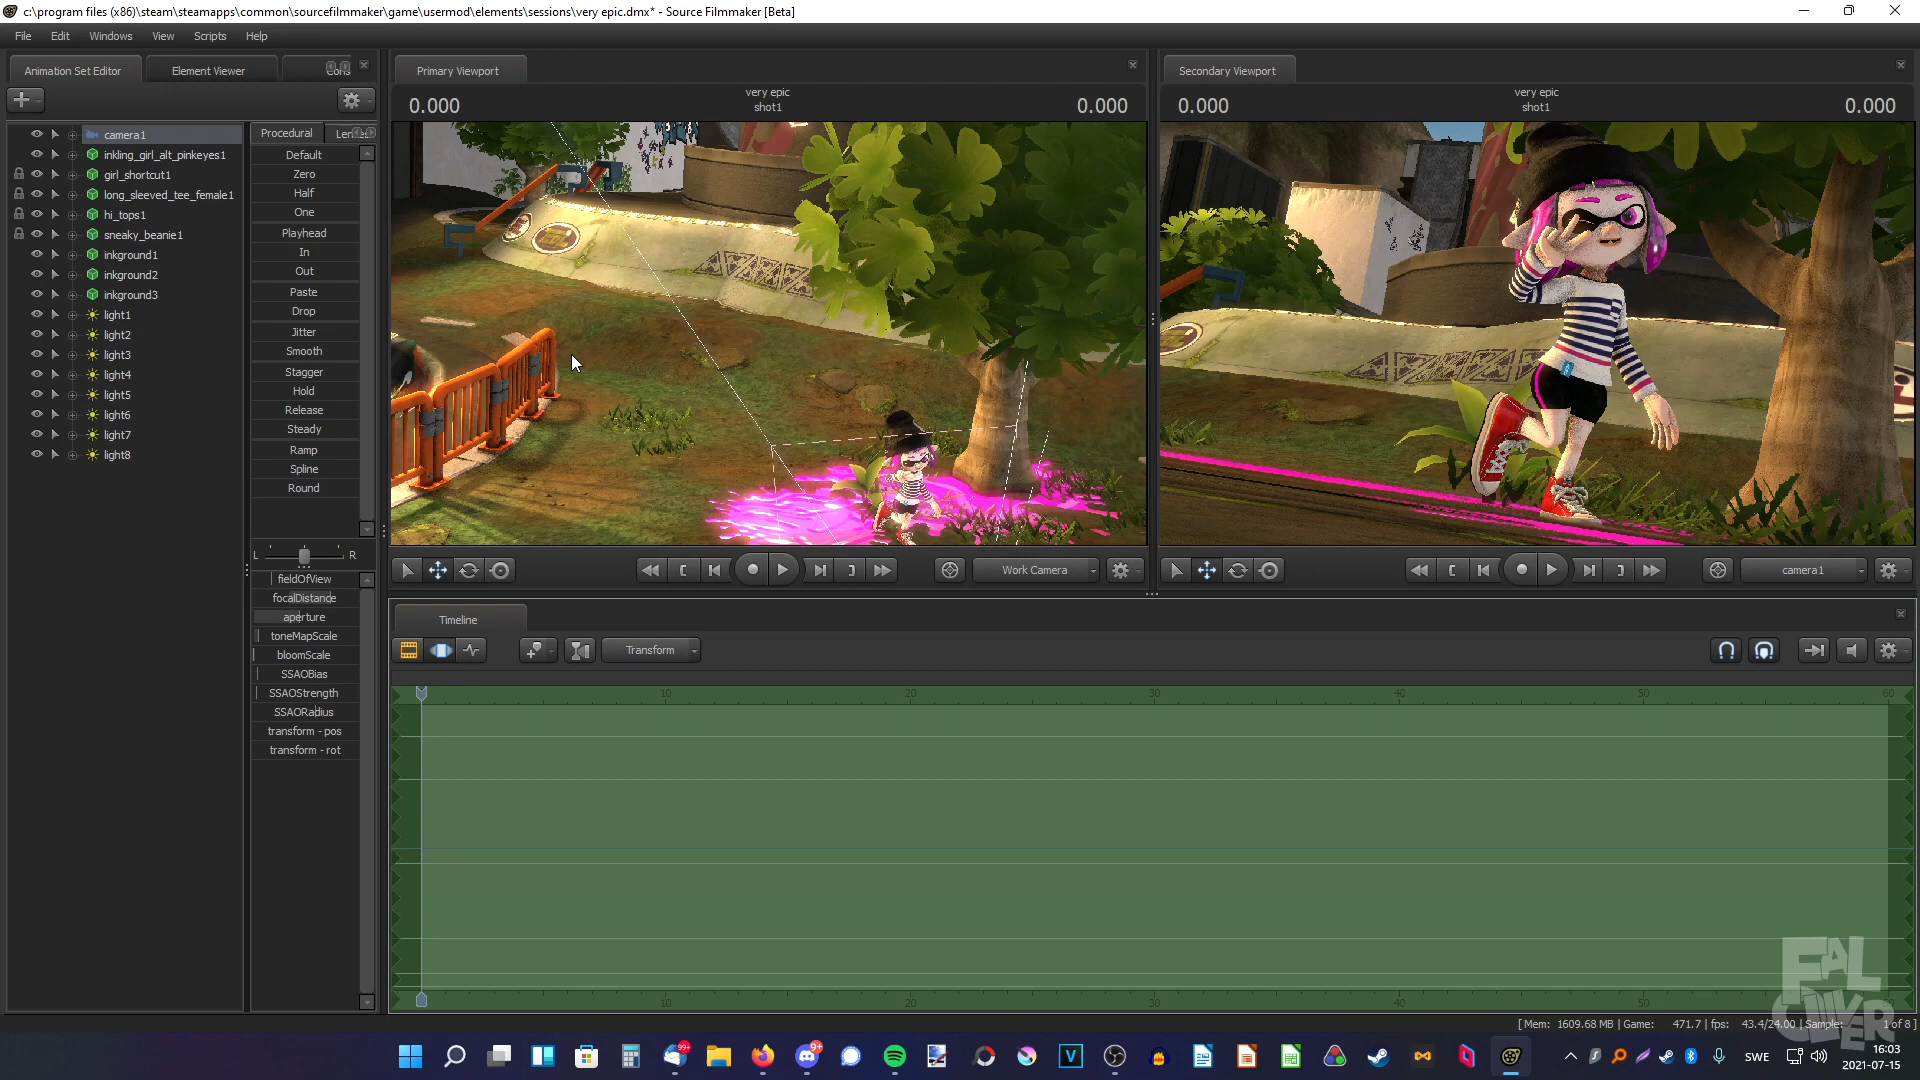 c:\program files (x86)\steam\steamapps\common\sourcefilmmaker\game\usermod\elements\sessions\very epic.dmx* - Source Filmmaker [Beta]
File Edit Windows View Scripts Help
Animation Set Editor Element Viewer Cons
Primary Viewport
Secondary Viewport
0.000 very epic 0.000
shot1
0.000 very epic 0.000
shot1
camera1
inkling_girl_alt_pinkeyes1
girl_shortcut1
long_sleeved_tee_female1
hi_tops1
sneaky_beanie1
inkground1
inkground2
inkground3
light1
light2
light3
light4
light5
light6
light7
light8
Procedural
Default
Zero
Half
One
Playhead
In
Out
Paste
Drop
Jitter
Smooth
Stagger
Hold
Release
Steady
Ramp
Spline
Round
L R
fieldOfView
focalDistance
aperture
toneMapScale
bloomScale
SSAOBias
SSAOStrength
SSAORadius
transform - pos
transform - rot
Work Camera
camera1
Timeline
Transform
10 20 30 40 50 60
10 20 30 40 50
FAL
CUVER
[ Mem: 1609.68 MB | Game: 471.7 | fps: 43.4/24.00 | Sample: 1 of 8 ]
99+
9+
V
SWE
16:03
2021-07-15